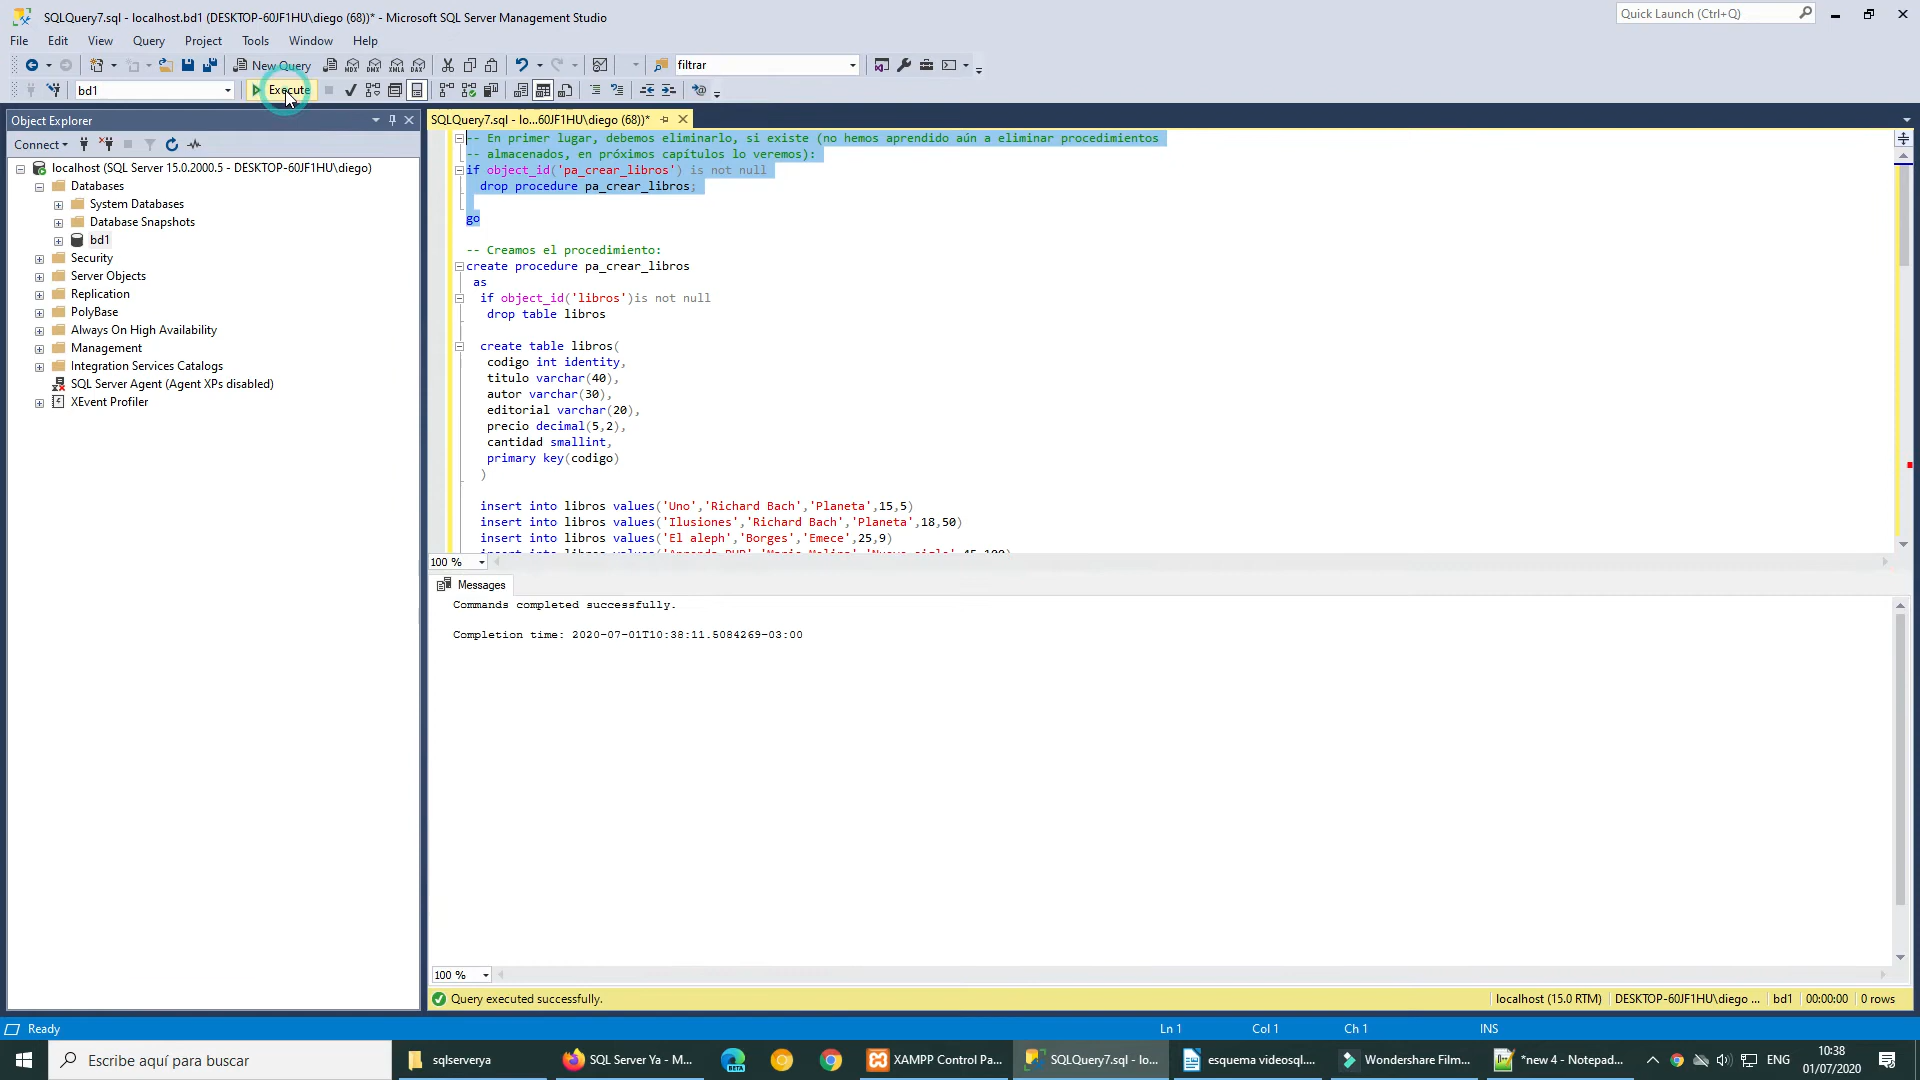 SQLQuery7.sql - localhost.bd1 (DESKTOP-60JF1HU\diego (68))* - Microsoft SQL Server Management Studio
Quick Launch (Ctrl+Q)
File Edit View Query Project Tools Window Help
New Query
filtrar
bd1
Execute
Object Explorer
Connect
localhost (SQL Server 15.0.2000.5 - DESKTOP-60JF1HU\diego)
Databases
System Databases
Database Snapshots
bd1
Security
Server Objects
Replication
PolyBase
Always On High Availability
Management
Integration Services Catalogs
SQL Server Agent (Agent XPs disabled)
XEvent Profiler
SQLQuery7.sql - lo...60JF1HU\diego (68))*
-- En primer lugar, debemos eliminarlo, si existe (no hemos aprendido aún a eliminar procedimientos
-- almacenados, en próximos capítulos lo veremos):
if object_id('pa_crear_libros') is not null
drop procedure pa_crear_libros;
go
-- Creamos el procedimiento:
create procedure pa_crear_libros
as
if object_id('libros')is not null
drop table libros
create table libros(
codigo int identity,
titulo varchar(40),
autor varchar(30),
editorial varchar(20),
precio decimal(5,2),
cantidad smallint,
primary key(codigo)
)
insert into libros values('Uno','Richard Bach','Planeta',15,5)
insert into libros values('Ilusiones','Richard Bach','Planeta',18,50)
insert into libros values('El aleph','Borges','Emece',25,9)
100 %
Messages
Commands completed successfully.
Completion time: 2020-07-01T10:38:11.5084269-03:00
100 %
Query executed successfully.
localhost (15.0 RTM) DESKTOP-60JF1HU\diego ... bd1 00:00:00 0 rows
Ready
Ln 1 Col 1 Ch 1 INS
Escribe aquí para buscar
sqlserverya
SQL Server Ya - M...
BETA
XAMPP Control Pa...
SQLQuery7.sql - lo...
esquema videosql....
Wondershare Film...
*new 4 - Notepad...
ENG
10:38
01/07/2020